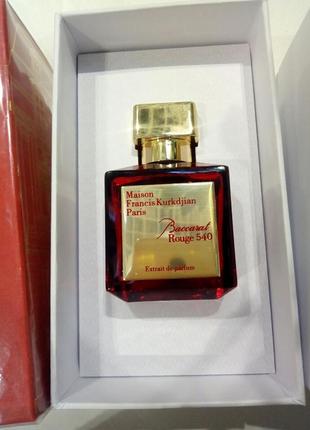 Maison
Francis Kurkdjian
Paris
Baccarat
Rouge 540
Extrait de parfum